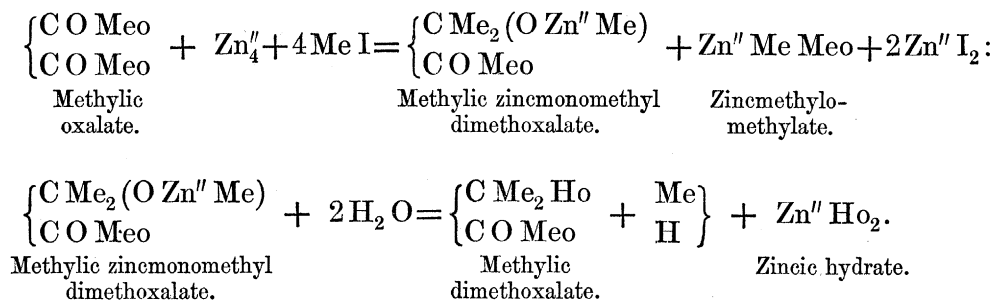 {C O Meo + Zn″₄ + 4 Me I = {C Me₂ (O Zn″ Me) + Zn″ Me Meo + 2 Zn″ I₂ :
{C O Meo {C O Meo
Methylic Methylic zincmonomethyl Zincmethylo-
oxalate. dimethoxalate. methylate.
{C Me₂ (O Zn″ Me) + 2 H₂ O = {C Me₂ Ho + Me} + Zn″ Ho₂.
{C O Meo {C O Meo H}
Methylic zincmonomethyl Methylic Zincic hydrate.
dimethoxalate. dimethoxalate.